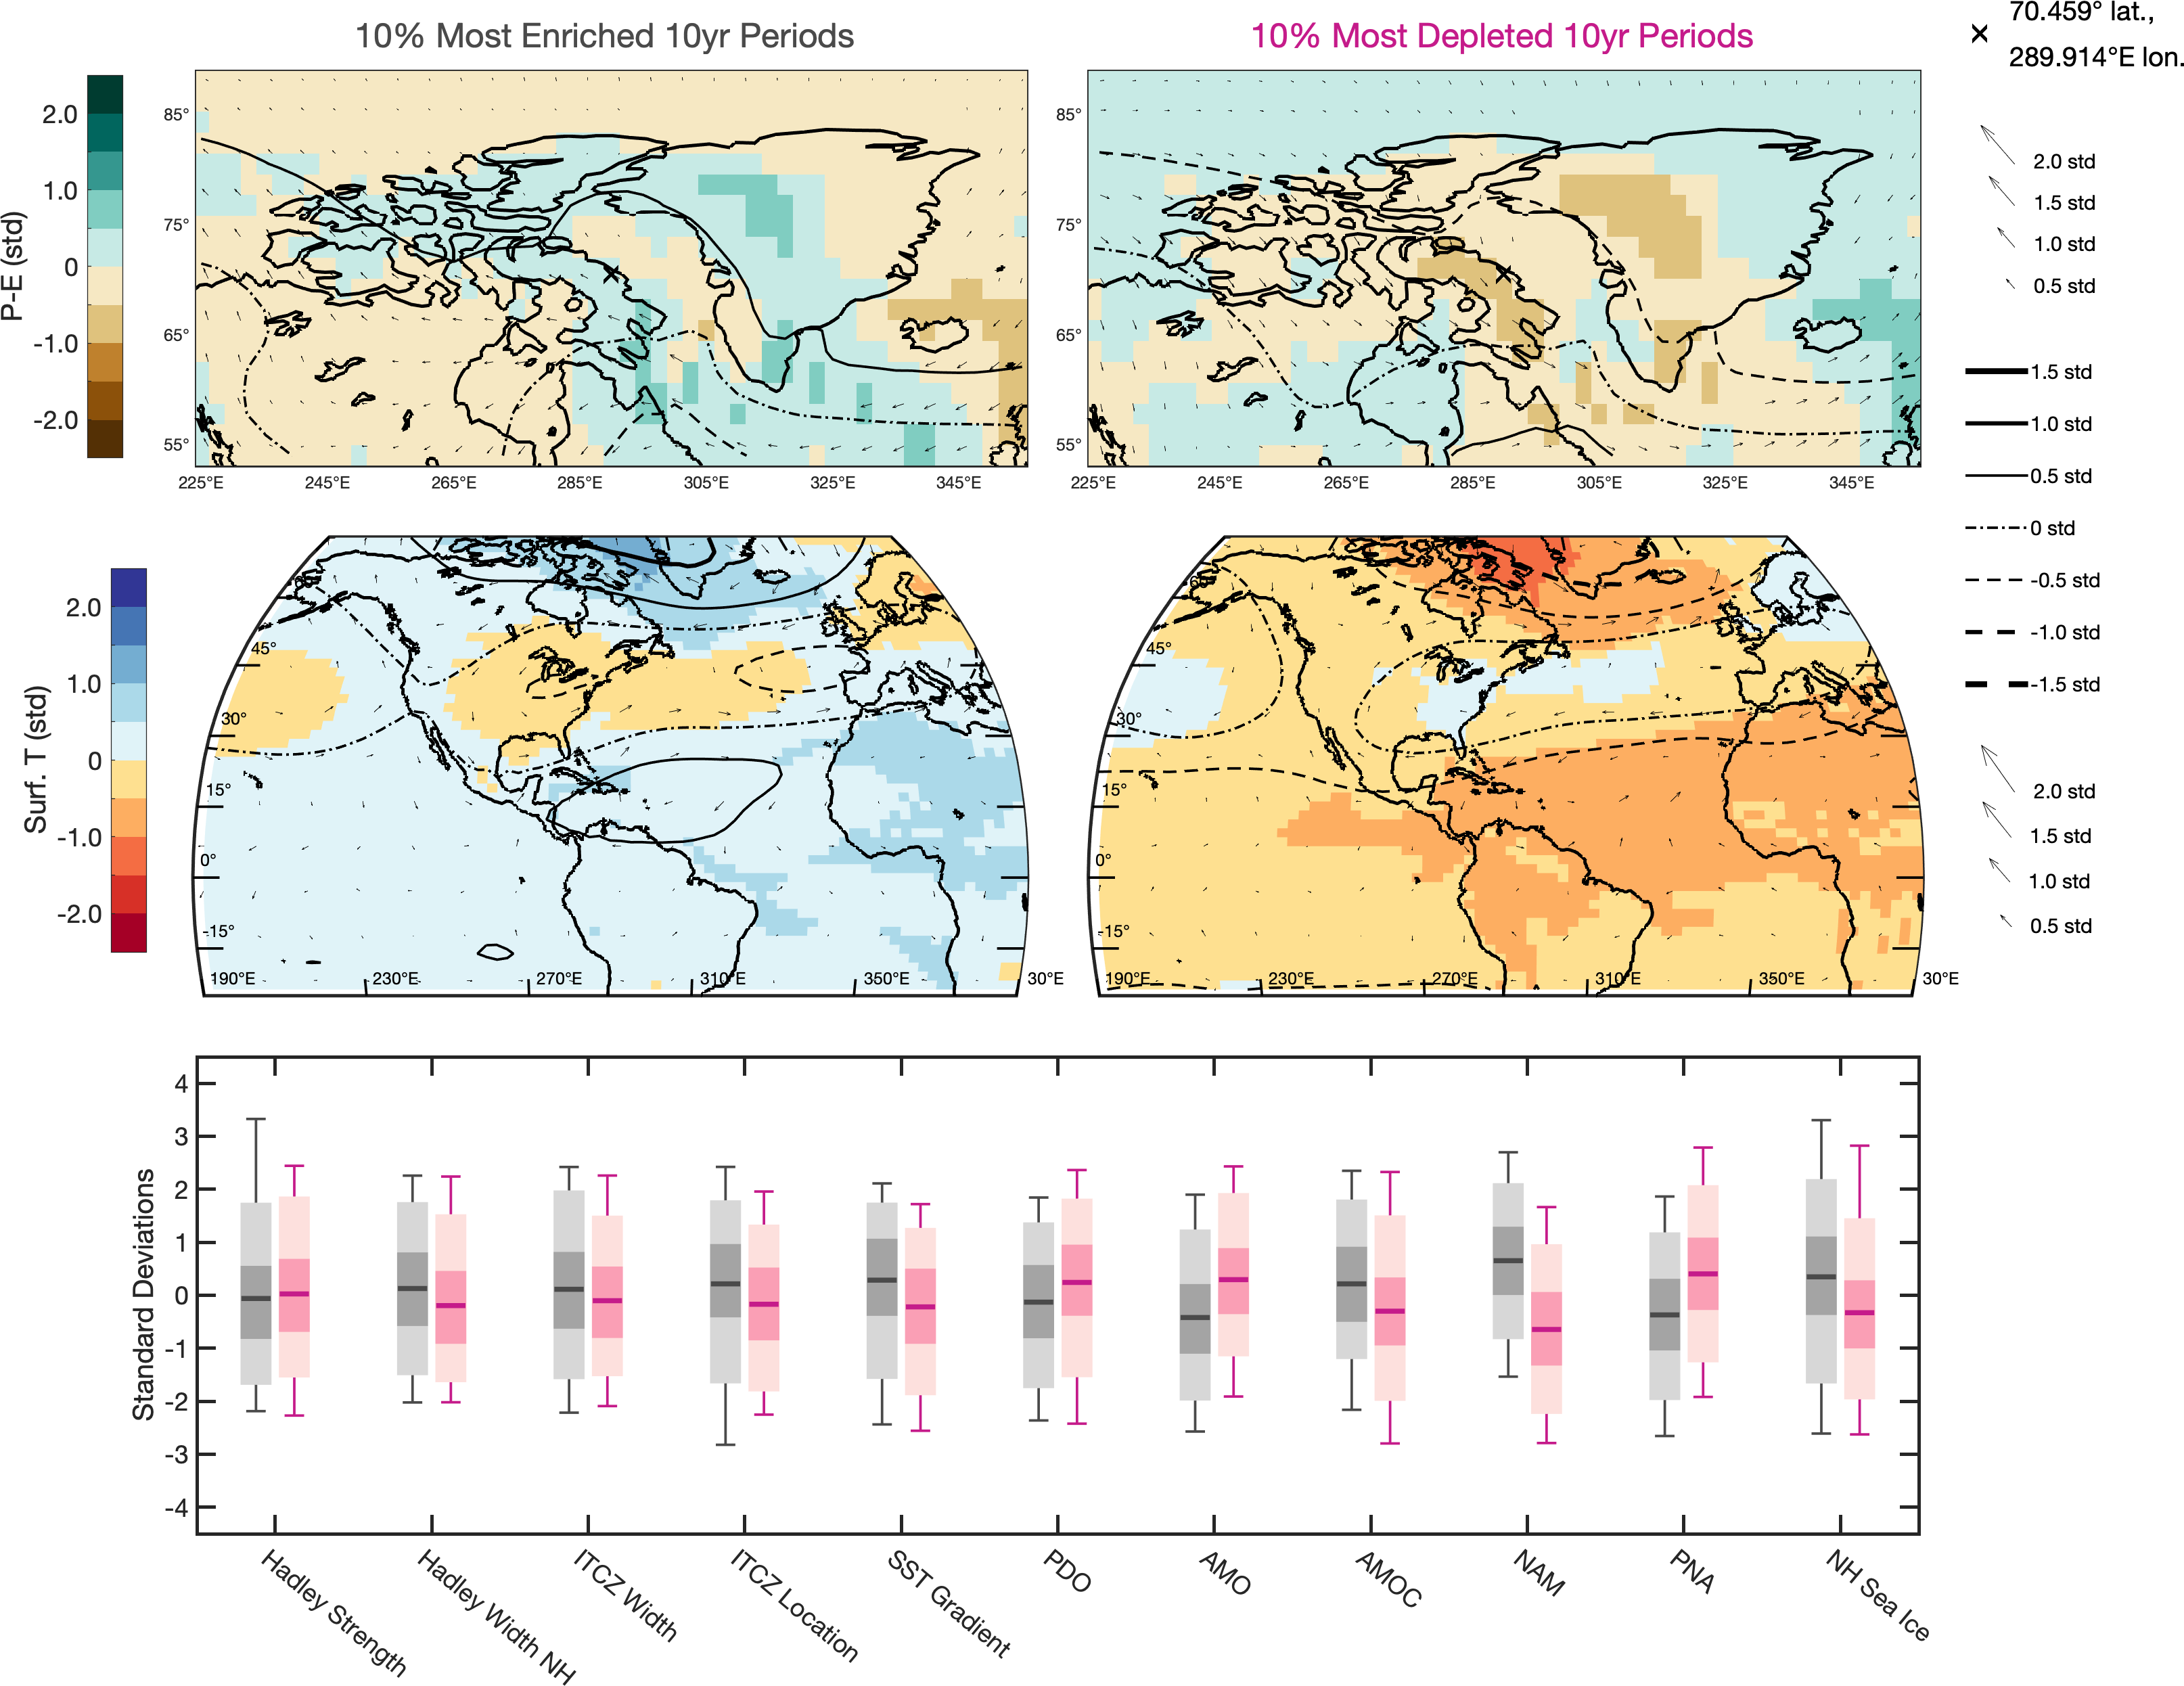 10% Most Enriched 10yr Periods
10% Most Depleted 10yr Periods
70.459° lat.,
289.914°E lon.
P-E (std)
2.0
1.0
0
-1.0
-2.0
85°
75°
65°
55°
225°E
245°E
265°E
285°E
305°E
325°E
345°E
85°
75°
65°
55°
225°E
245°E
265°E
285°E
305°E
325°E
345°E
2.0 std
1.5 std
1.0 std
0.5 std
1.5 std
1.0 std
0.5 std
0 std
-0.5 std
-1.0 std
-1.5 std
Surf. T (std)
2.0
1.0
0
-1.0
-2.0
60°
45°
30°
15°
0°
-15°
190°E
230°E
270°E
310°E
350°E
30°E
60°
45°
30°
15°
0°
-15°
190°E
230°E
270°E
310°E
350°E
30°E
2.0 std
1.5 std
1.0 std
0.5 std
Standard Deviations
4
3
2
1
0
-1
-2
-3
-4
Hadley Strength
Hadley Width NH
ITCZ Width
ITCZ Location
SST Gradient
PDO
AMO
AMOC
NAM
PNA
NH Sea Ice